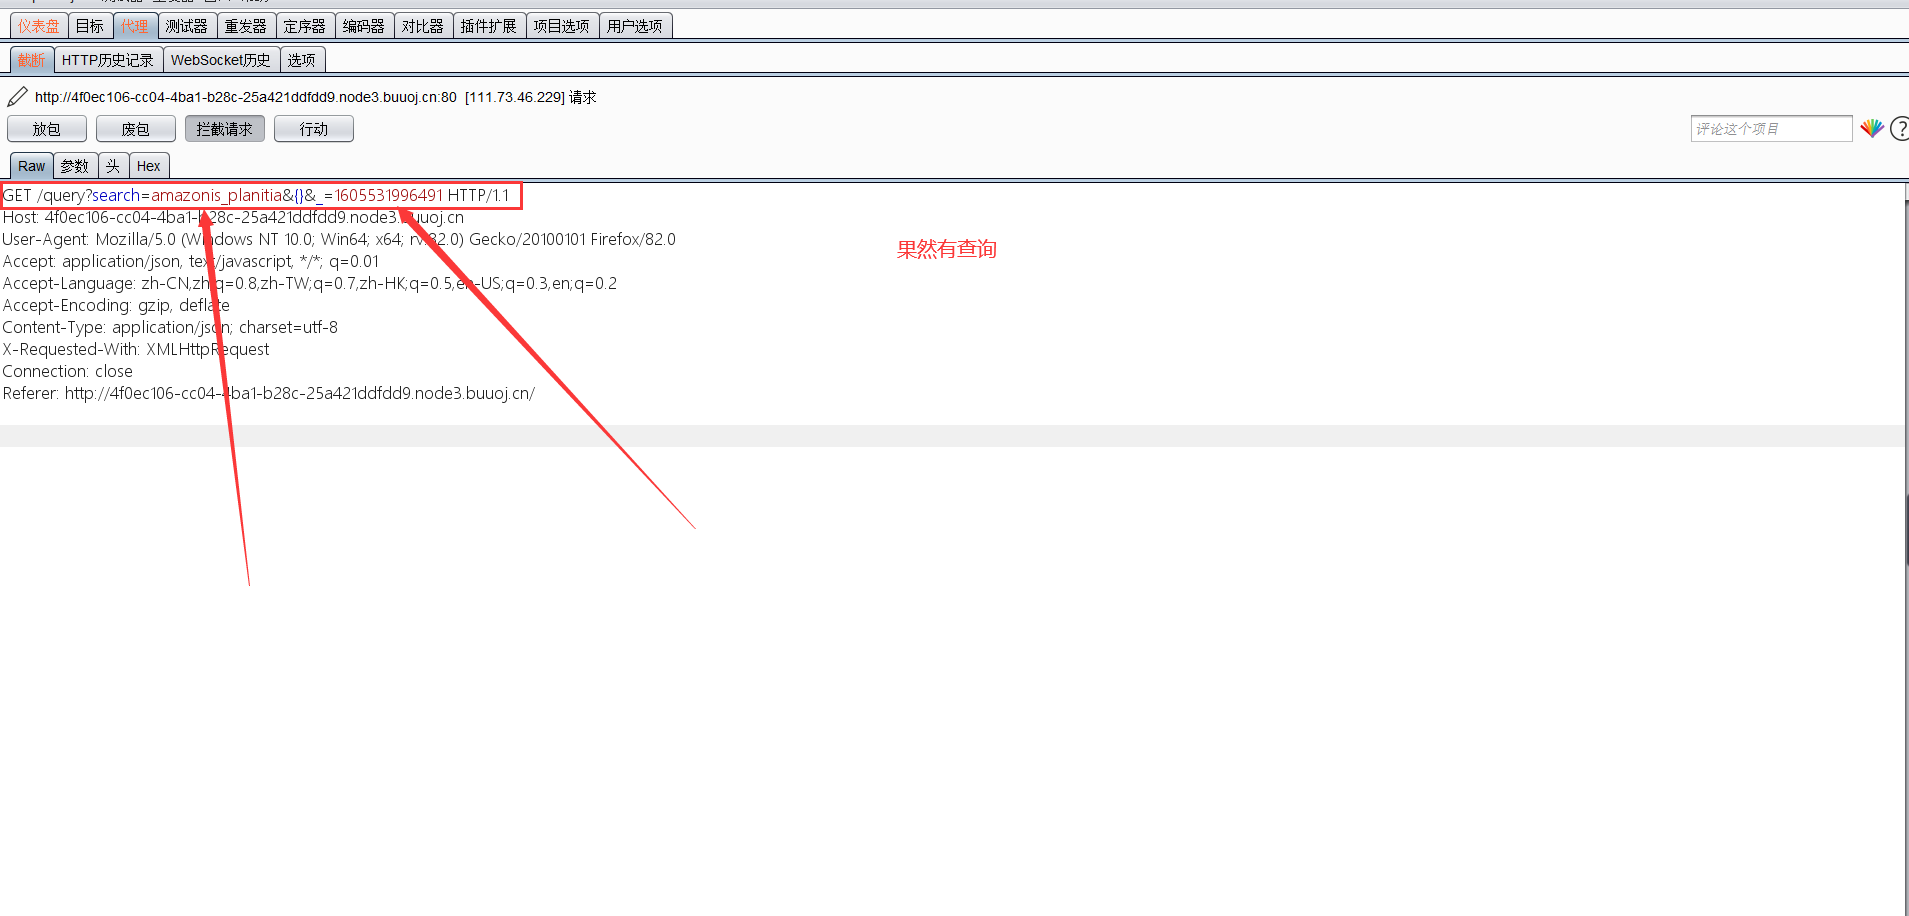 仪表盘 目标 代理 测试器 重发器 定序器 编码器 对比器 插件扩展 项目选项 用户选项
截断 HTTP历史记录 WebSocket历史 选项
http://4f0ec106-cc04-4ba1-b28c-25a421ddfdd9.node3.buuoj.cn:80 [111.73.46.229] 请求
放包 废包 拦截请求 行动 评论这个项目 ?
Raw 参数 头 Hex
GET /query?search=amazonis_planitia&{}&_=1605531996491 HTTP/1.1
Host: 4f0ec106-cc04-4ba1-b28c-25a421ddfdd9.node3.buuoj.cn
User-Agent: Mozilla/5.0 (Windows NT 10.0; Win64; x64; rv:82.0) Gecko/20100101 Firefox/82.0
果然有查询
Accept: application/json, text/javascript, */*; q=0.01
Accept-Language: zh-CN,zh;q=0.8,zh-TW;q=0.7,zh-HK;q=0.5,en-US;q=0.3,en;q=0.2
Accept-Encoding: gzip, deflate
Content-Type: application/json; charset=utf-8
X-Requested-With: XMLHttpRequest
Connection: close
Referer: http://4f0ec106-cc04-4ba1-b28c-25a421ddfdd9.node3.buuoj.cn/